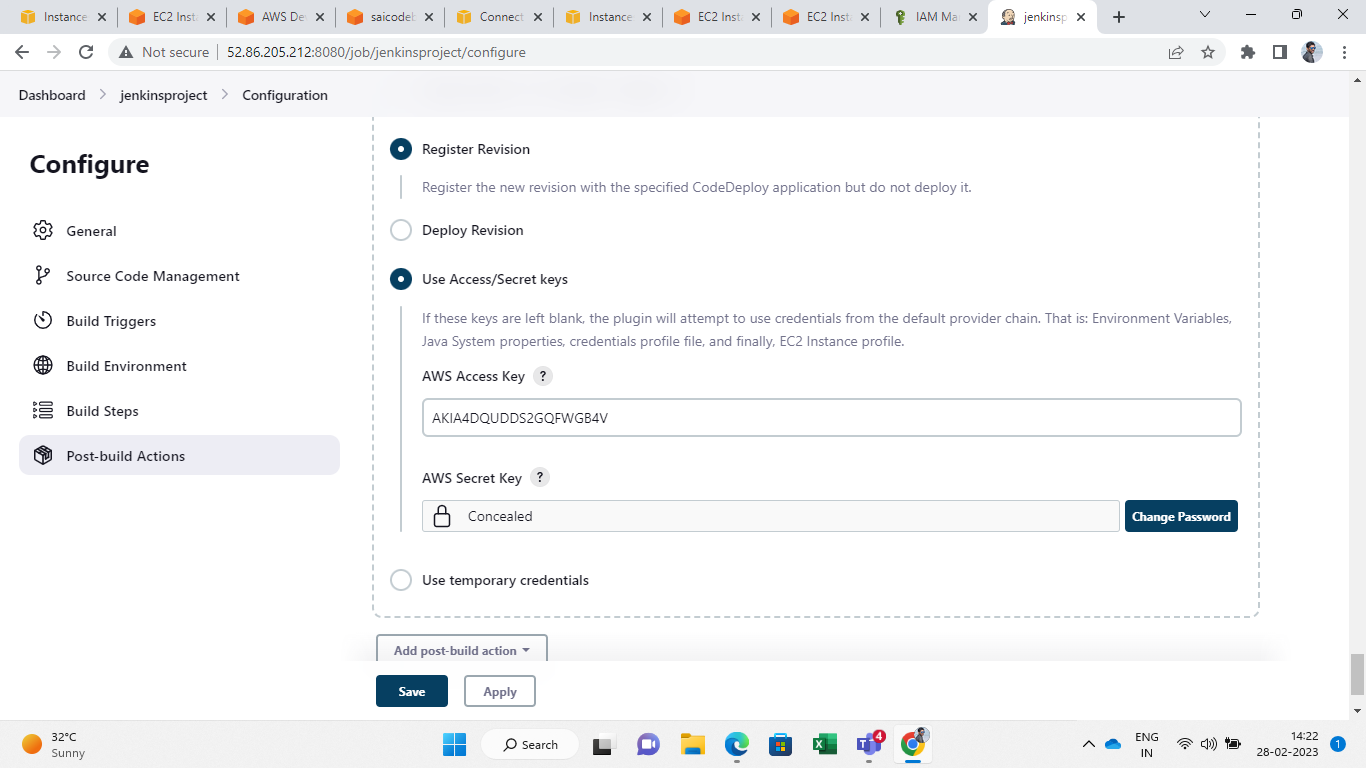 Instance
EC2 Inst
AWS De
saicodeb
Connect
Instance
EC2 Inst
EC2 Inst
IAM Ma
jenkinsp
Not secure
52.86.205.212:8080/job/jenkinsproject/configure
Dashboard
jenkinsproject
Configuration
Configure
General
Source Code Management
Build Triggers
Build Environment
Build Steps
Post-build Actions
Register Revision
Register the new revision with the specified CodeDeploy application but do not deploy it.
Deploy Revision
Use Access/Secret keys
If these keys are left blank, the plugin will attempt to use credentials from the default provider chain. That is: Environment Variables,
Java System properties, credentials profile file, and finally, EC2 Instance profile.
AWS Access Key ?
AKIA4DQUDDS2GQFWGB4V
AWS Secret Key ?
Concealed
Change Password
Use temporary credentials
Add post-build action
Save
Apply
32°C
Sunny
Search
4
ENG
IN
14:22
28-02-2023
1